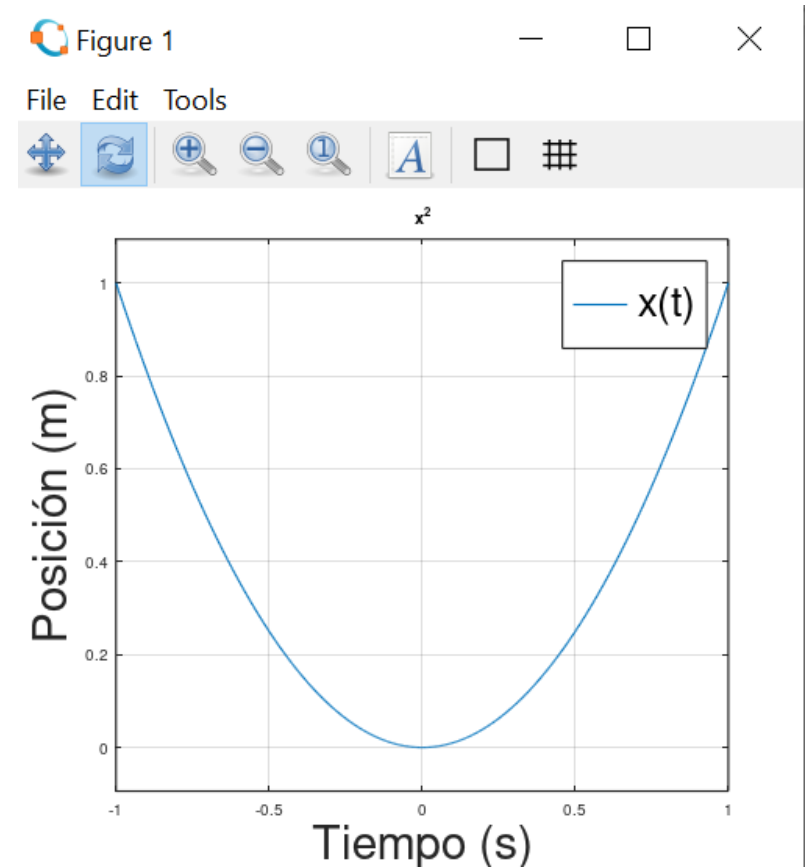 Figure 1
File Edit Tools
x²
x(t)
1
0.8
0.6
0.4
0.2
0
Posición (m)
-1 -0.5 0 0.5 1
Tiempo (s)